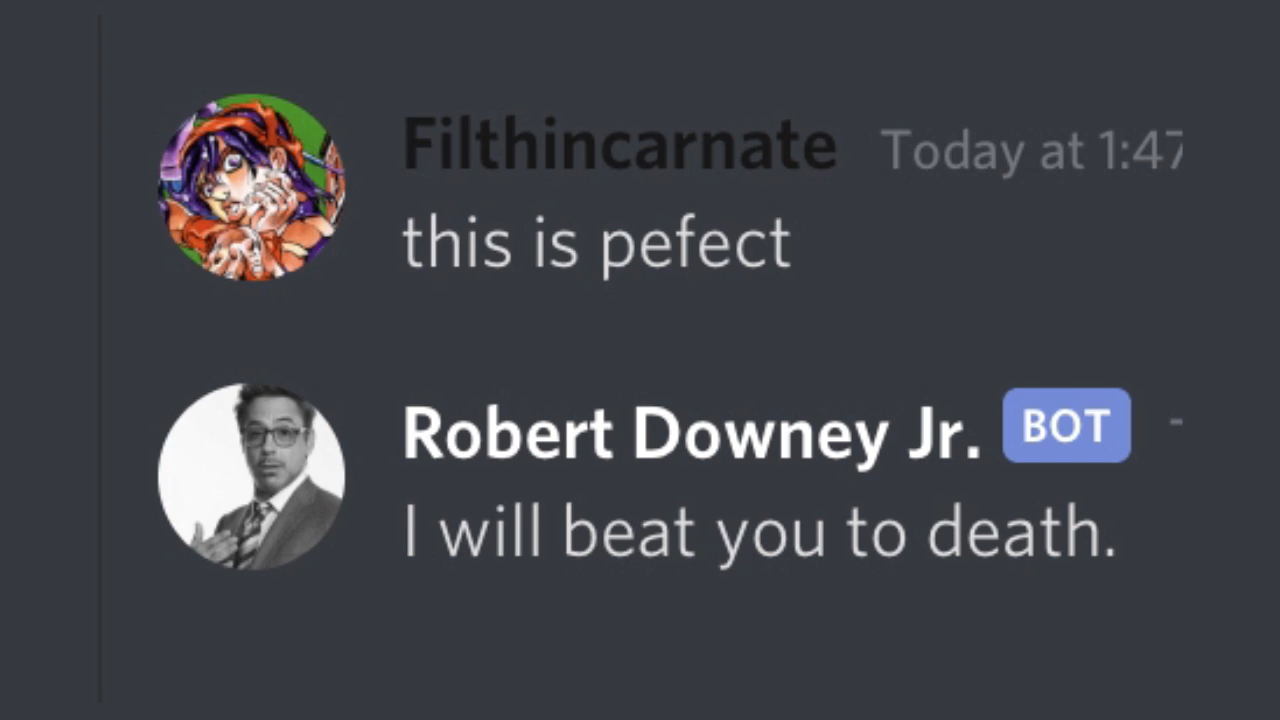 Filthincarnate Today at 1:47
this is pefect
Robert Downey Jr. BOT -
I will beat you to death.